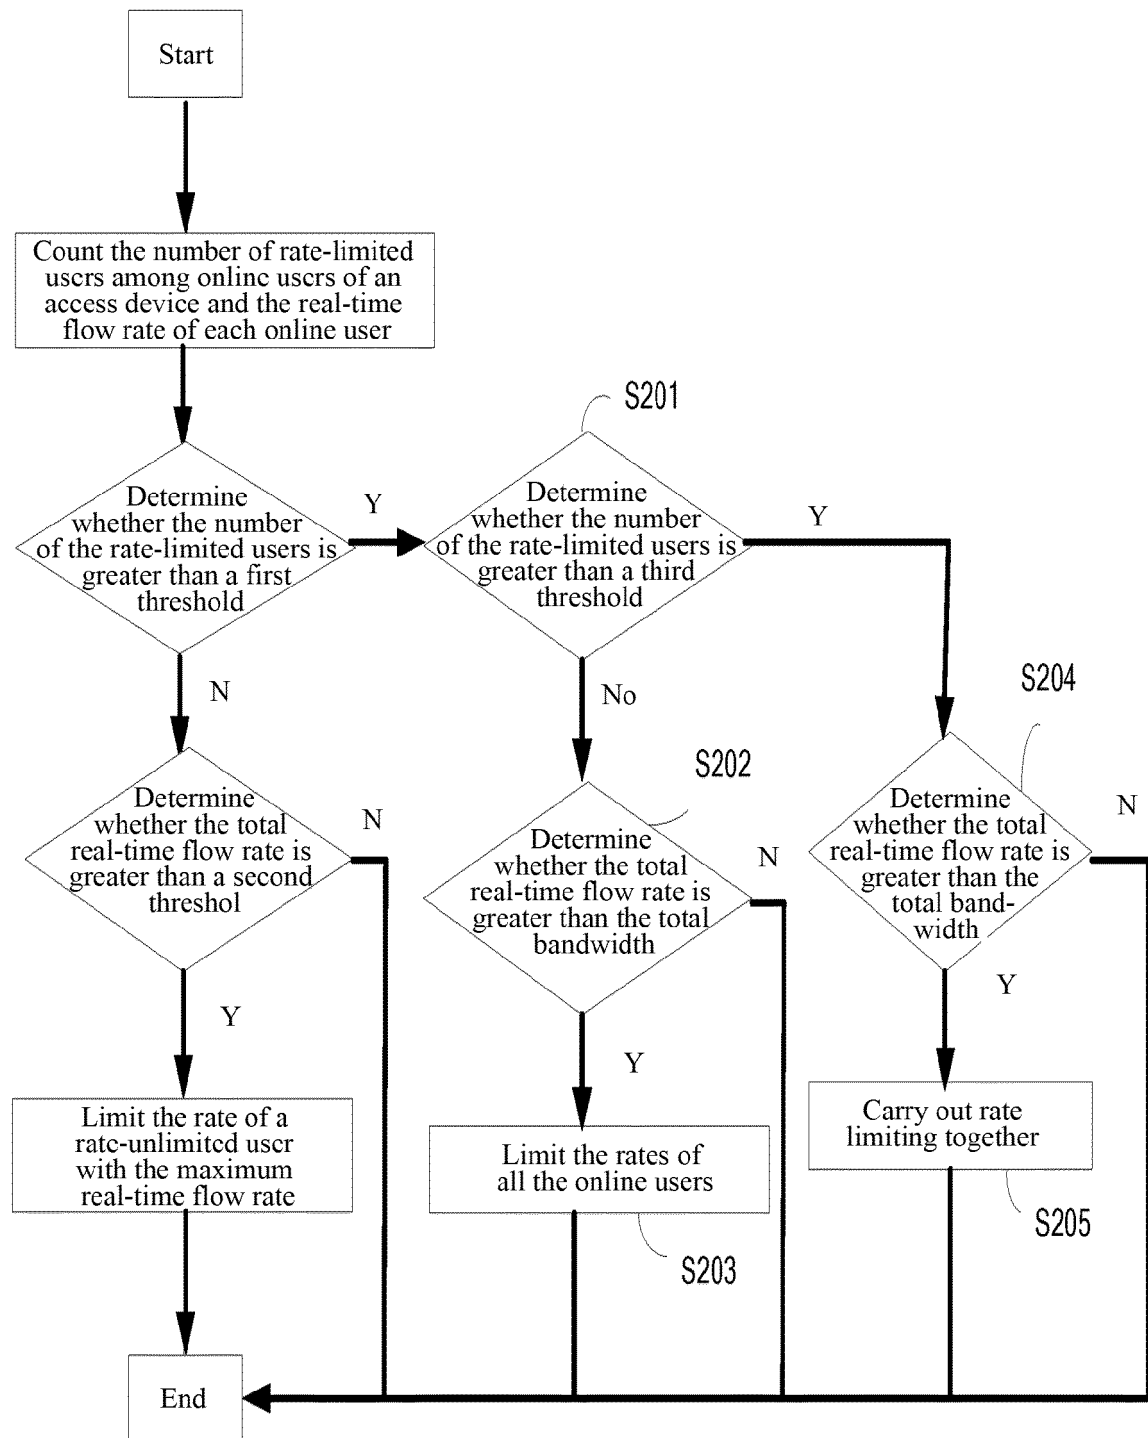 Start
Count the number of rate-limited
users among online users of an
access device and the real-time
flow rate of each online user
S201
Determine
whether the number
of the rate-limited users is
greater than a first
threshold
Y
Determine
whether the number
of the rate-limited users is
greater than a third
threshold
Y
N
No
S204
S202
Determine
whether the total
real-time flow rate is
greater than a second
threshol
N
Determine
whether the total
real-time flow rate is
greater than the total
bandwidth
N
Determine
whether the total
real-time flow rate is
greater than the
total band-
width
N
Y
Y
Y
Limit the rate of a
rate-unlimited user
with the maximum
real-time flow rate
Limit the rates of
all the online users
S203
Carry out rate
limiting together
S205
End